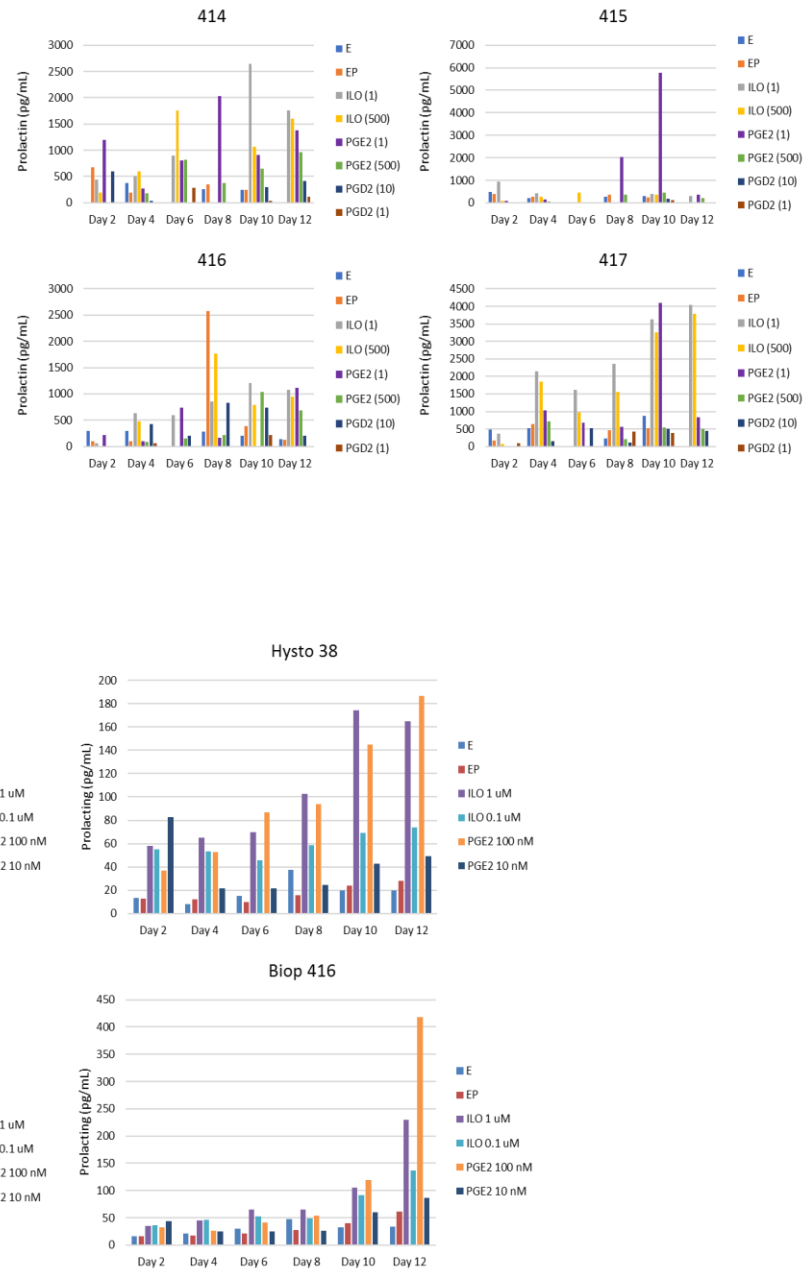 414
Prolactin (pg/mL)
3000
2500
2000
1500
1000
500
0
Day 2 Day 4 Day 6 Day 8 Day 10 Day 12
E
EP
ILO (1)
ILO (500)
PGE2 (1)
PGE2 (500)
PGD2 (10)
PGD2 (1)
415
Prolactin (pg/mL)
7000
6000
5000
4000
3000
2000
1000
0
Day 2 Day 4 Day 6 Day 8 Day 10 Day 12
E
EP
ILO (1)
ILO (500)
PGE2 (1)
PGE2 (500)
PGD2 (10)
PGD2 (1)
416
Prolactin (pg/mL)
3000
2500
2000
1500
1000
500
0
Day 2 Day 4 Day 6 Day 8 Day 10 Day 12
E
EP
ILO (1)
ILO (500)
PGE2 (1)
PGE2 (500)
PGD2 (10)
PGD2 (1)
417
Prolactin (pg/mL)
4500
4000
3500
3000
2500
2000
1500
1000
500
0
Day 2 Day 4 Day 6 Day 8 Day 10 Day 12
E
EP
ILO (1)
ILO (500)
PGE2 (1)
PGE2 (500)
PGD2 (10)
PGD2 (1)
1 uM
0.1 uM
2 100 nM
2 10 nM
Hysto 38
Prolacting (pg/mL)
200
180
160
140
120
100
80
60
40
20
0
Day 2 Day 4 Day 6 Day 8 Day 10 Day 12
E
EP
ILO 1 uM
ILO 0.1 uM
PGE2 100 nM
PGE2 10 nM
1 uM
0.1 uM
2 100 nM
2 10 nM
Biop 416
Prolacting (pg/mL)
450
400
350
300
250
200
150
100
50
0
Day 2 Day 4 Day 6 Day 8 Day 10 Day 12
E
EP
ILO 1 uM
ILO 0.1 uM
PGE2 100 nM
PGE2 10 nM